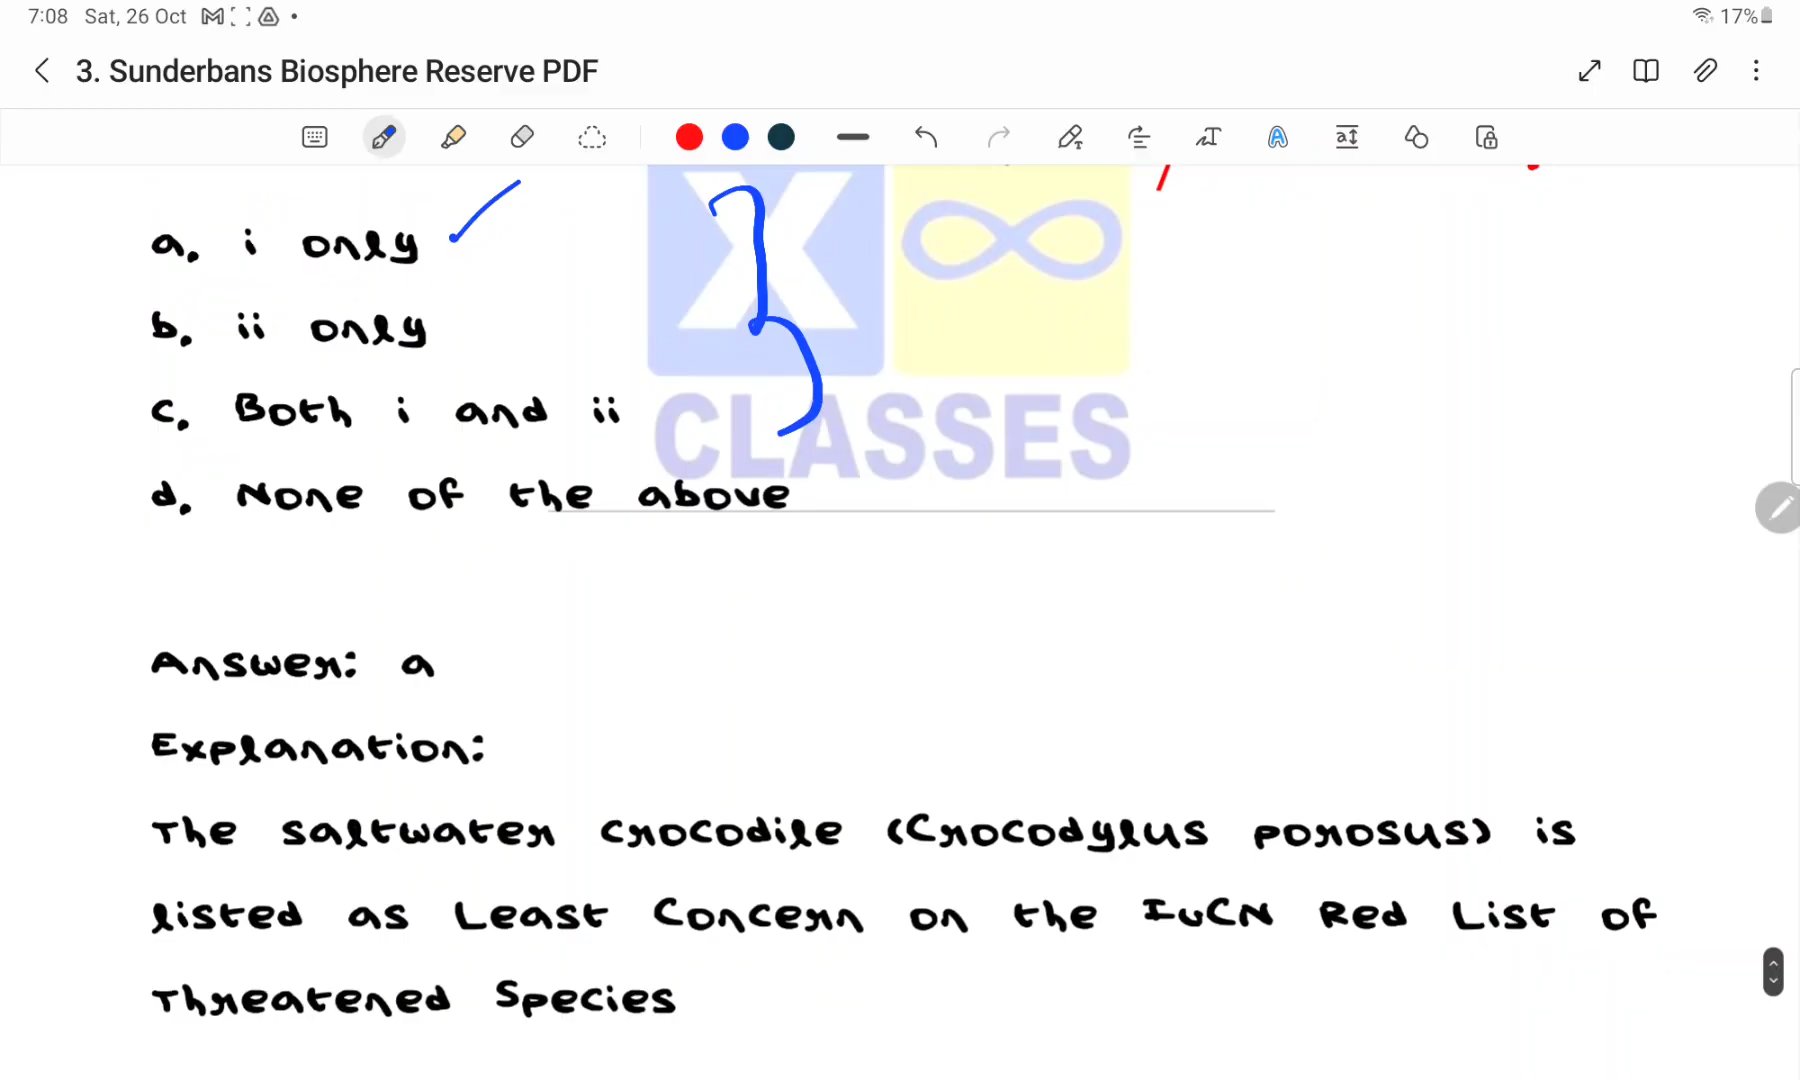 7:08 Sat, 26 Oct
17%
3. Sunderbans Biosphere Reserve PDF
X
CLASSES
a. i only
b. ii only
c. Both i and ii
d. None of the above
Answer: a
Explanation:
The saltwater crocodile (Crocodylus porosus) is
listed as Least Concern on the IuCN Red List of
Threatened Species